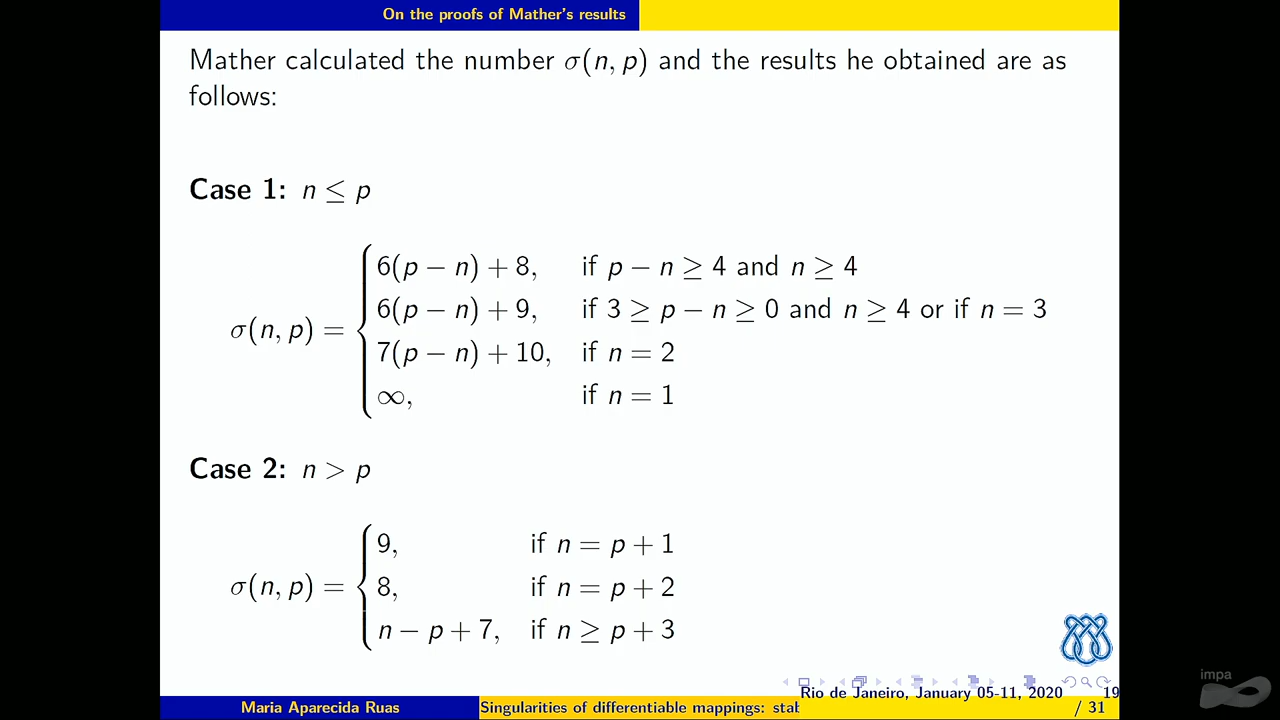 On the proofs of Mather's results
Mather calculated the number σ(n, p) and the results he obtained are as
follows:
Case 1: n ≤ p
σ(n, p) =
6(p − n) + 8, if p − n ≥ 4 and n ≥ 4
6(p − n) + 9, if 3 ≥ p − n ≥ 0 and n ≥ 4 or if n = 3
7(p − n) + 10, if n = 2
∞, if n = 1
Case 2: n > p
σ(n, p) =
9, if n = p + 1
8, if n = p + 2
n − p + 7, if n ≥ p + 3
impa
Rio de Janeiro, January 05-11, 2020 19
Maria Aparecida Ruas Singularities of differentiable mappings: stab / 31